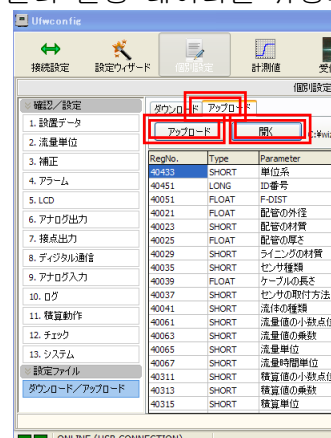 Ufwconfig
接続設定 設定ウィザード 個別設定 計測値
個別設定
確認／設定
1. 設置データ
2. 流量単位
3. 補正
4. アラーム
5. LCD
6. アナログ出力
7. 接点出力
8. ディジタル通信
9. アナログ入力
10. ログ
11. 積算動作
12. チェック
13. システム
設定ファイル
ダウンロード／アップロード
ダウンロード アップロード
アップロード 開く C:¥wiz
RegNo. Type Parameter
40433 SHORT 単位系
40451 LONG ID番号
40051 FLOAT F-DIST
40021 FLOAT 配管の外径
40023 SHORT 配管の材質
40025 FLOAT 配管の厚さ
40029 SHORT ライニングの材質
40035 SHORT センサ種類
40039 FLOAT ケーブルの長さ
40037 SHORT センサの取付方法
40041 SHORT 流体の種類
40061 SHORT 流量値の小数点位
40063 SHORT 流量値の乗数
40065 SHORT 流量単位
40067 SHORT 流量時間単位
40311 SHORT 積算値の小数点位
40313 SHORT 積算値の乗数
40315 SHORT 積算単位
ONLINE (USB CONNECTION)